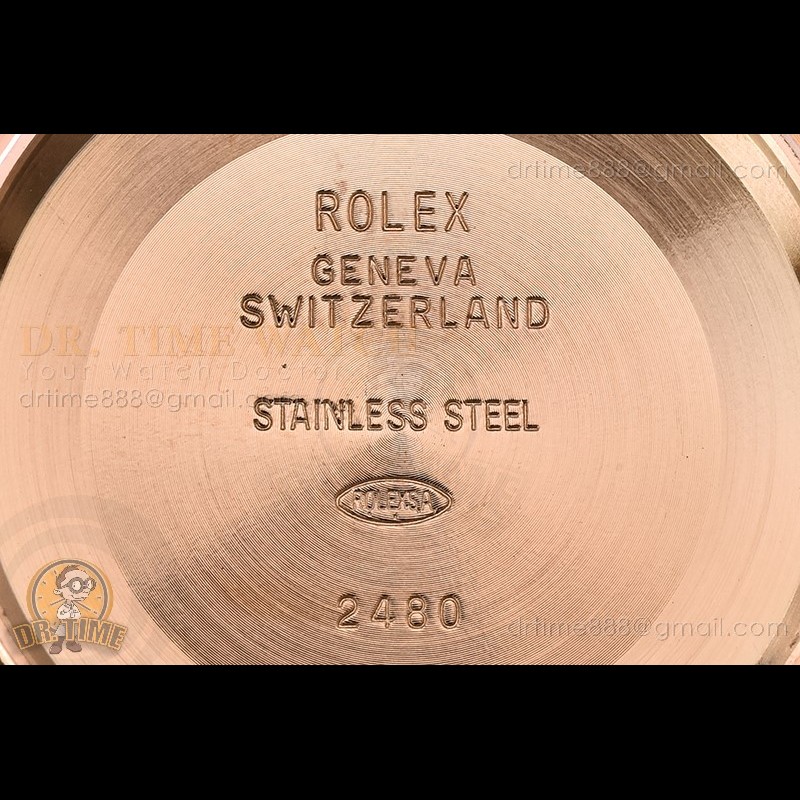 drtime888@gmail.com
ROLEX
GENEVA
SWITZERLAND
DR. TIME WATCH
Your Watch Doctor
drtime888@gmail.com
STAINLESS STEEL
ROLEXSA
2480
DR. TIME
drtime888@gmail.com